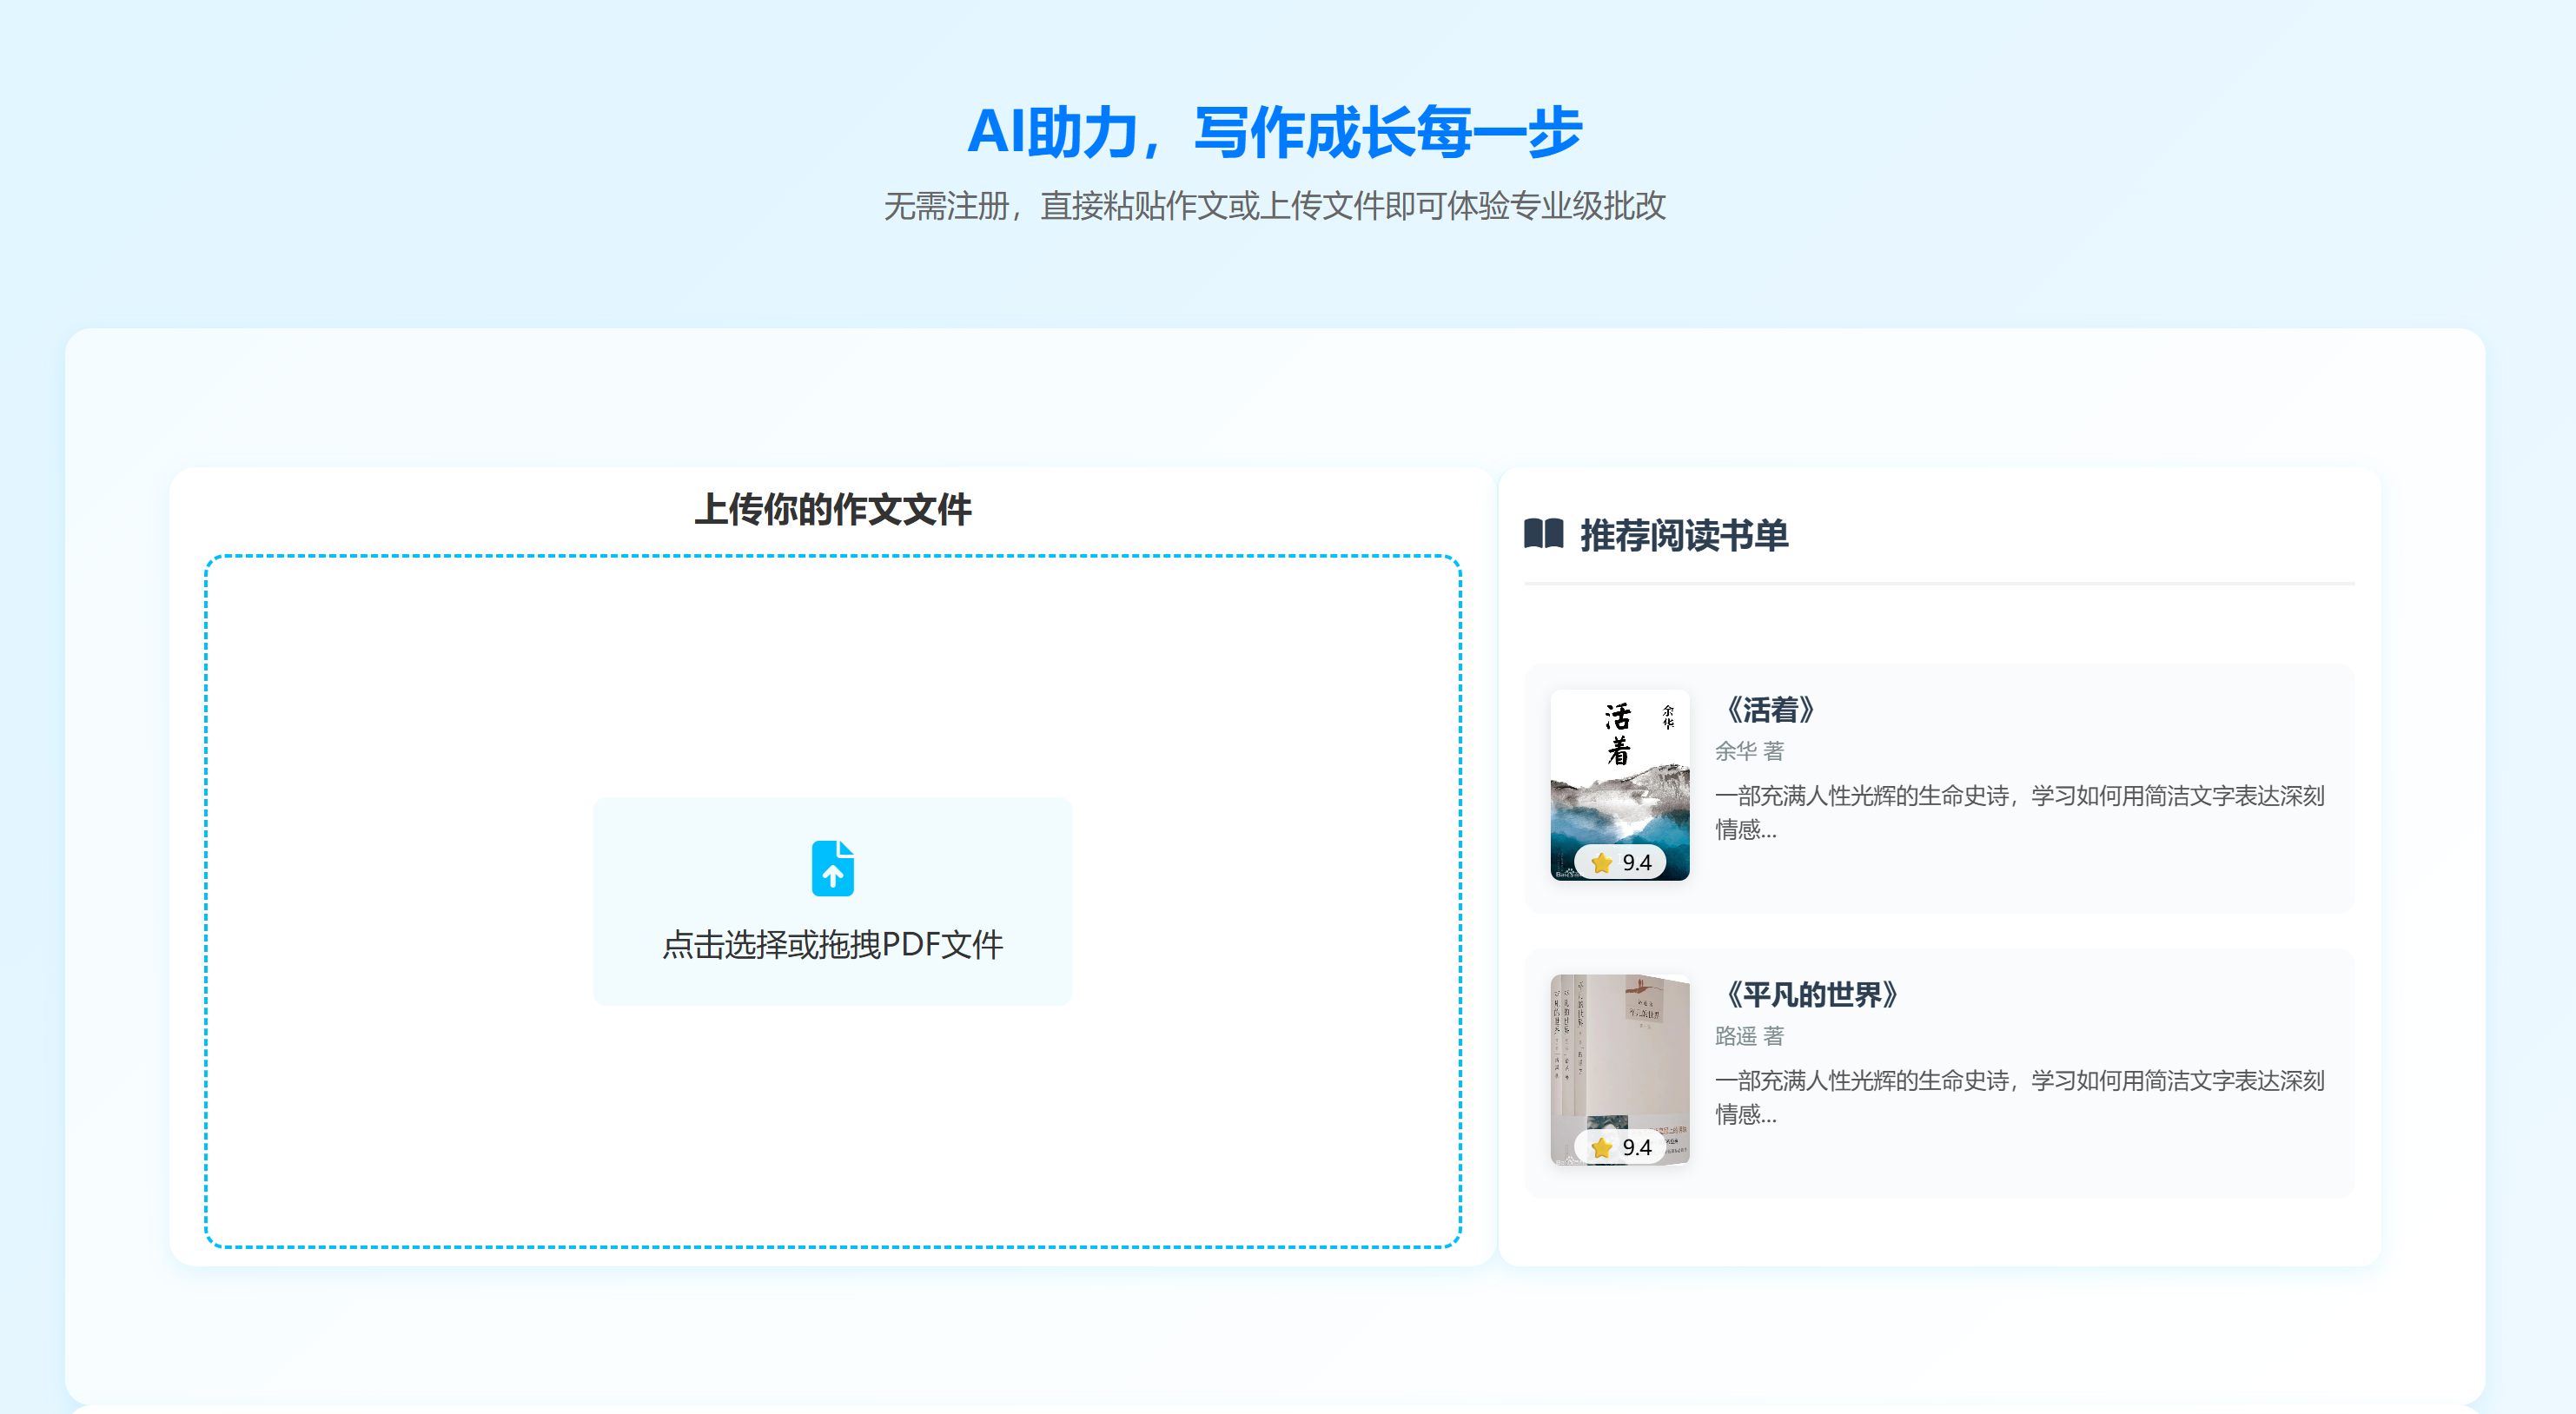 AI助力，写作成长每一步
无需注册，直接粘贴作文或上传文件即可体验专业级批改
上传你的作文文件
点击选择或拖拽PDF文件
推荐阅读书单
活着
余华
9.4
《活着》
余华 著
一部充满人性光辉的生命史诗，学习如何用简洁文字表达深刻
情感...
9.4
《平凡的世界》
路遥 著
一部充满人性光辉的生命史诗，学习如何用简洁文字表达深刻
情感...